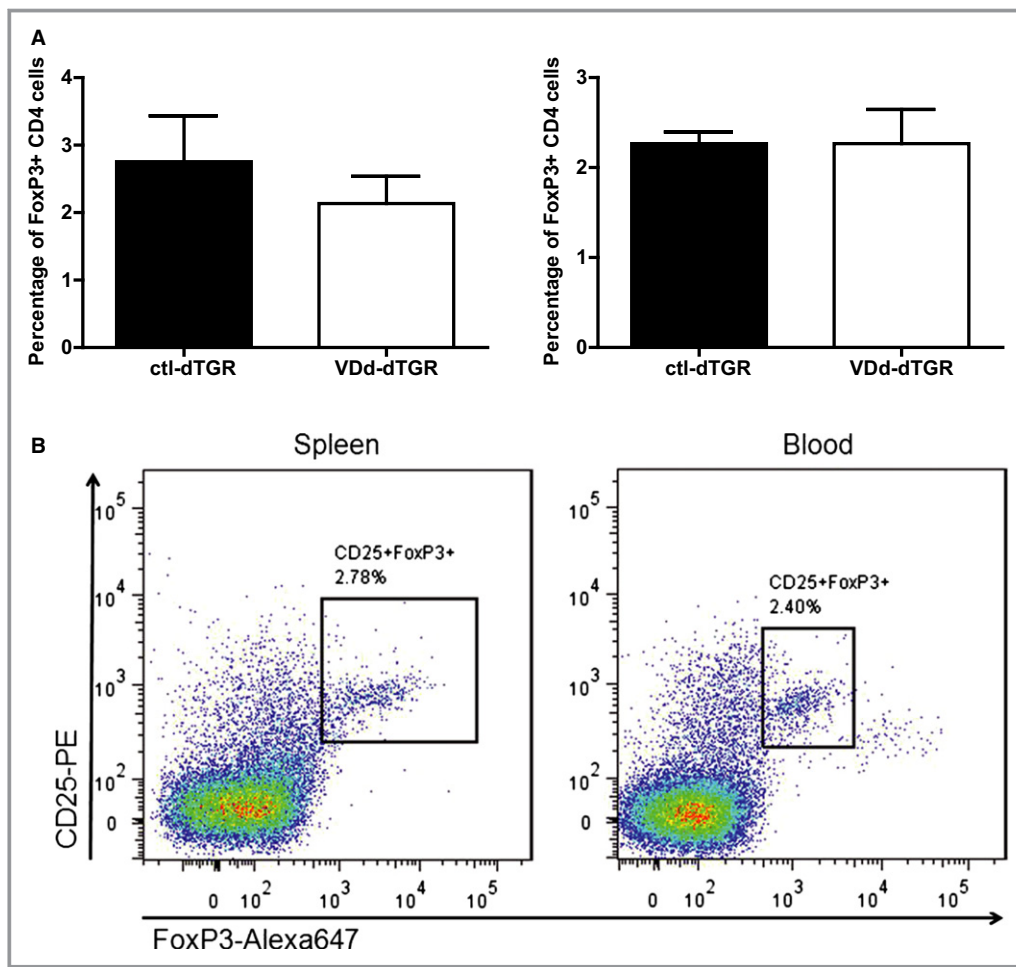 A
Percentage of FoxP3+ CD4 cells
4
3
2
1
0
ctl-dTGR
VDd-dTGR
Percentage of FoxP3+ CD4 cells
3
2
1
0
ctl-dTGR
VDd-dTGR
B
Spleen
CD25-PE
10^5
10^4
10^3
10^2
0
CD25+FoxP3+
2.78%
0 10^2 10^3 10^4 10^5
Blood
10^5
10^4
10^3
10^2
0
CD25+FoxP3+
2.40%
0 10^2 10^3 10^4 10^5
FoxP3-Alexa647